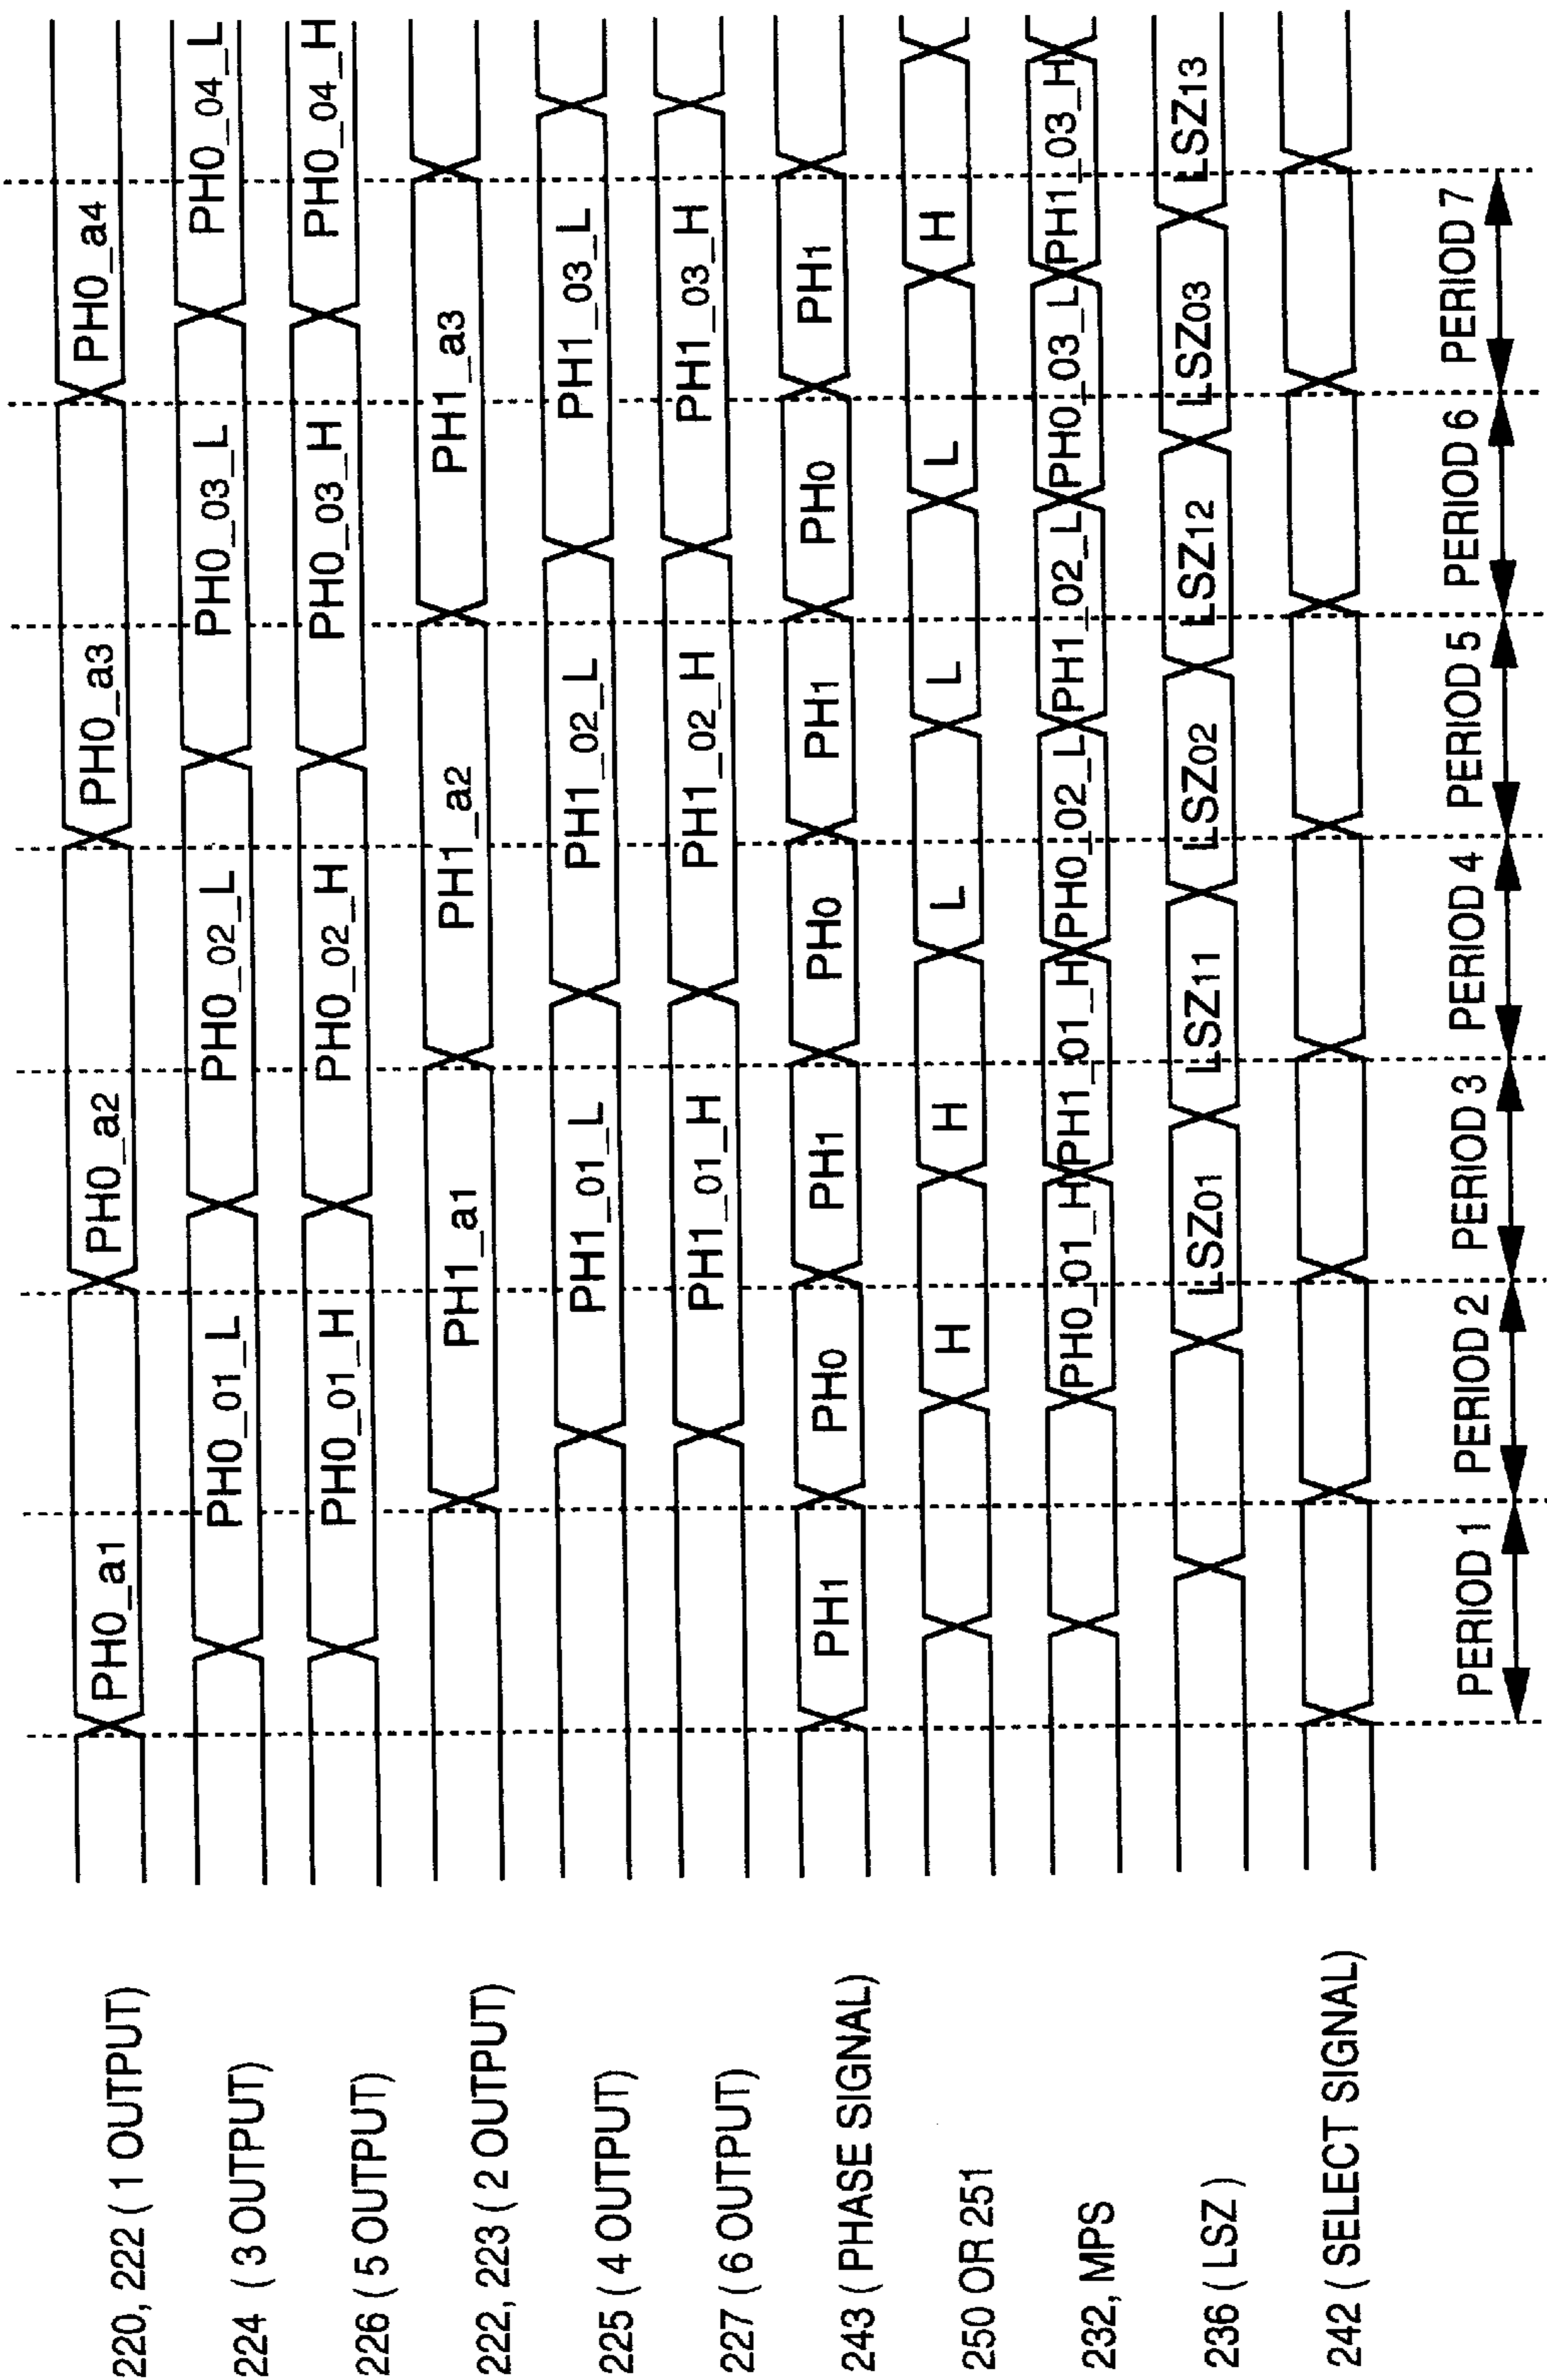 220, 222 ( 1 OUTPUT) PH0_a1 PH0_a2 PH0_a3 PH0_a4
224 ( 3 OUTPUT) PH0_01_L PH0_02_L PH0_03_L PH0_04_L
226 ( 5 OUTPUT) PH0_01_H PH0_02_H PH0_03_H PH0_04_H
222, 223 ( 2 OUTPUT) PH1_a1 PH1_a2 PH1_a3
225 ( 4 OUTPUT) PH1_01_L PH1_02_L PH1_03_L
227 ( 6 OUTPUT) PH1_01_H PH1_02_H PH1_03_H
243 ( PHASE SIGNAL) PH1 PH0 PH1 PH0 PH1 PH0 PH1
250 OR 251 H H L L L H
232, MPS PH0_01_H PH1_01_H PH0_02_L PH1_02_L PH0_03_L PH1_03_H
236 ( LSZ ) LSZ01 LSZ11 LSZ02 LSZ12 LSZ03 LSZ13
242 ( SELECT SIGNAL)
PERIOD 1 PERIOD 2 PERIOD 3 PERIOD 4 PERIOD 5 PERIOD 6 PERIOD 7